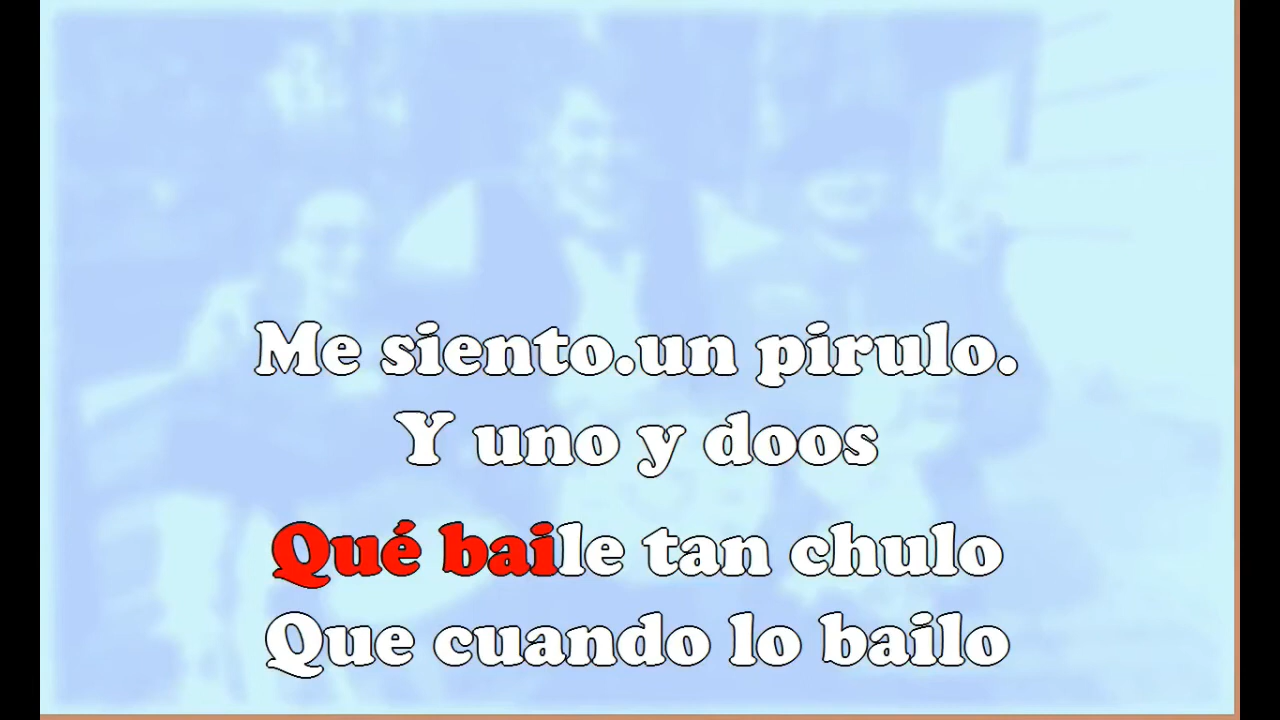 Me siento.un pirulo.
Y uno y doos
Qué baile tan chulo
Que cuando lo bailo